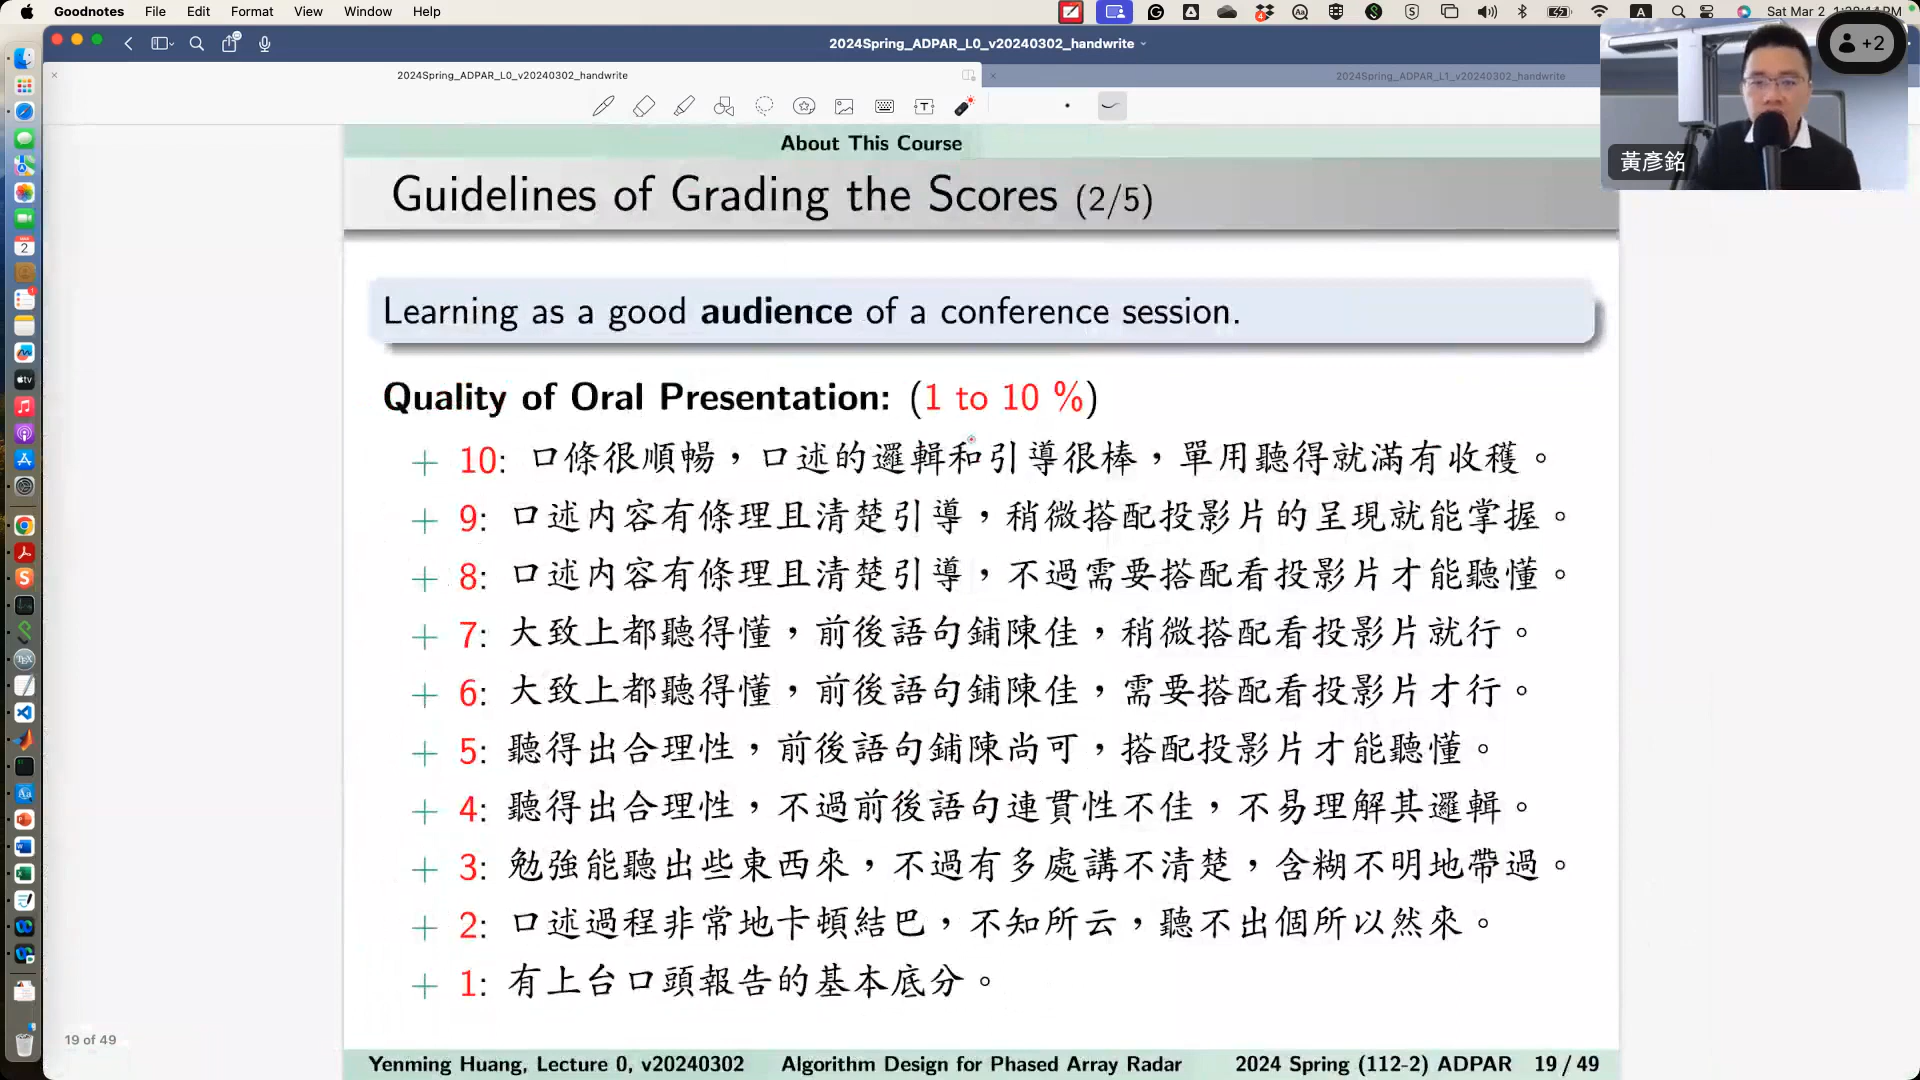 Goodnotes File Edit Format View Window Help
Sat Mar 2
+2
2024Spring_ADPAR_L0_v20240302_handwrite
2024Spring_ADPAR_L0_v20240302_handwrite
2024Spring_ADPAR_L1_v20240302_handwrite
黃彥銘
About This Course
Guidelines of Grading the Scores (2/5)
Learning as a good audience of a conference session.
Quality of Oral Presentation: (1 to 10 %)
+ 10: 口條很順暢，口述的邏輯和引導很棒，單用聽得就滿有收穫。
+ 9: 口述內容有條理且清楚引導，稍微搭配投影片的呈現就能掌握。
+ 8: 口述內容有條理且清楚引導，不過需要搭配看投影片才能聽懂。
+ 7: 大致上都聽得懂，前後語句鋪陳佳，稍微搭配看投影片就行。
+ 6: 大致上都聽得懂，前後語句鋪陳佳，需要搭配看投影片才行。
+ 5: 聽得出合理性，前後語句鋪陳尚可，搭配投影片才能聽懂。
+ 4: 聽得出合理性，不過前後語句連貫性不佳，不易理解其邏輯。
+ 3: 勉強能聽出些東西來，不過有多處講不清楚，含糊不明地帶過。
+ 2: 口述過程非常地卡頓結巴，不知所云，聽不出個所以然來。
+ 1: 有上台口頭報告的基本底分。
19 of 49
Yenming Huang, Lecture 0, v20240302 Algorithm Design for Phased Array Radar 2024 Spring (112-2) ADPAR 19 / 49